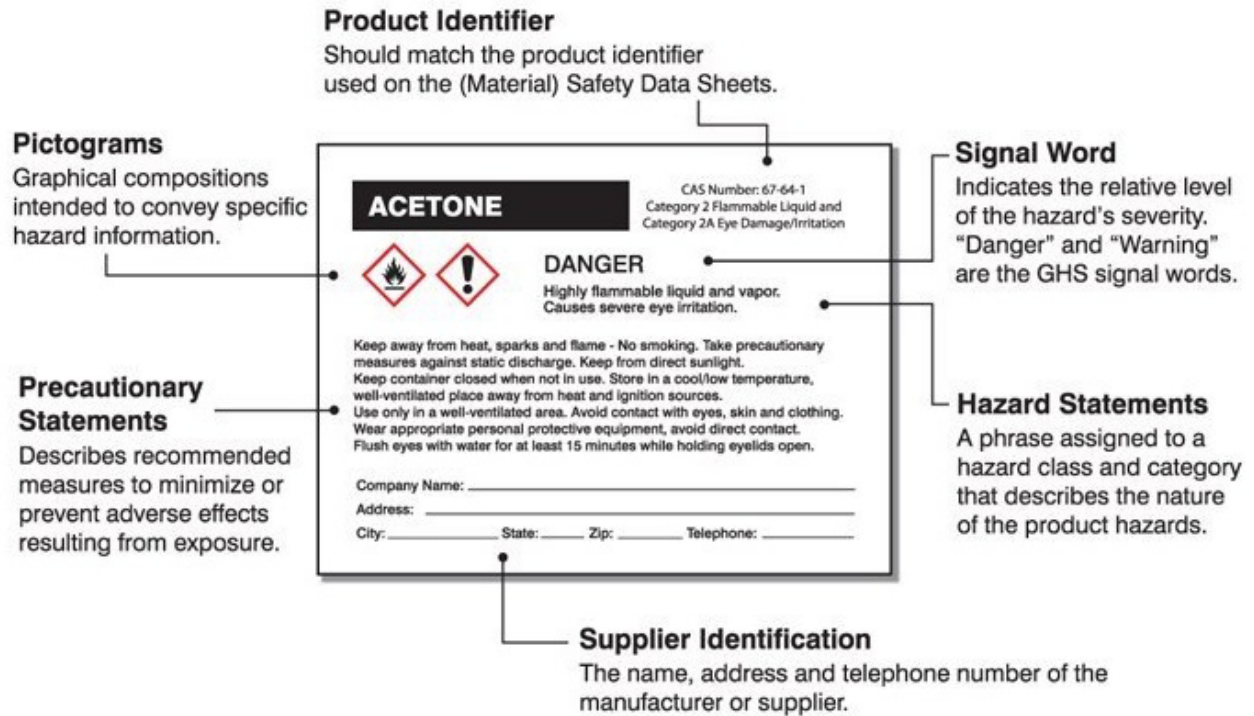 Product Identifier
Should match the product identifier
used on the (Material) Safety Data Sheets.
Pictograms
Graphical compositions
intended to convey specific
hazard information.
Signal Word
Indicates the relative level
of the hazard's severity.
“Danger” and “Warning”
are the GHS signal words.
ACETONE
CAS Number: 67-64-1
Category 2 Flammable Liquid and
Category 2A Eye Damage/Irritation
DANGER
Highly flammable liquid and vapor.
Causes severe eye irritation.
Keep away from heat, sparks and flame - No smoking. Take precautionary
measures against static discharge. Keep from direct sunlight.
Keep container closed when not in use. Store in a cool/low temperature,
well-ventilated place away from heat and ignition sources.
Use only in a well-ventilated area. Avoid contact with eyes, skin and clothing.
Wear appropriate personal protective equipment, avoid direct contact.
Flush eyes with water for at least 15 minutes while holding eyelids open.
Company Name:
Address:
City: State: Zip: Telephone:
Precautionary
Statements
Describes recommended
measures to minimize or
prevent adverse effects
resulting from exposure.
Hazard Statements
A phrase assigned to a
hazard class and category
that describes the nature
of the product hazards.
Supplier Identification
The name, address and telephone number of the
manufacturer or supplier.